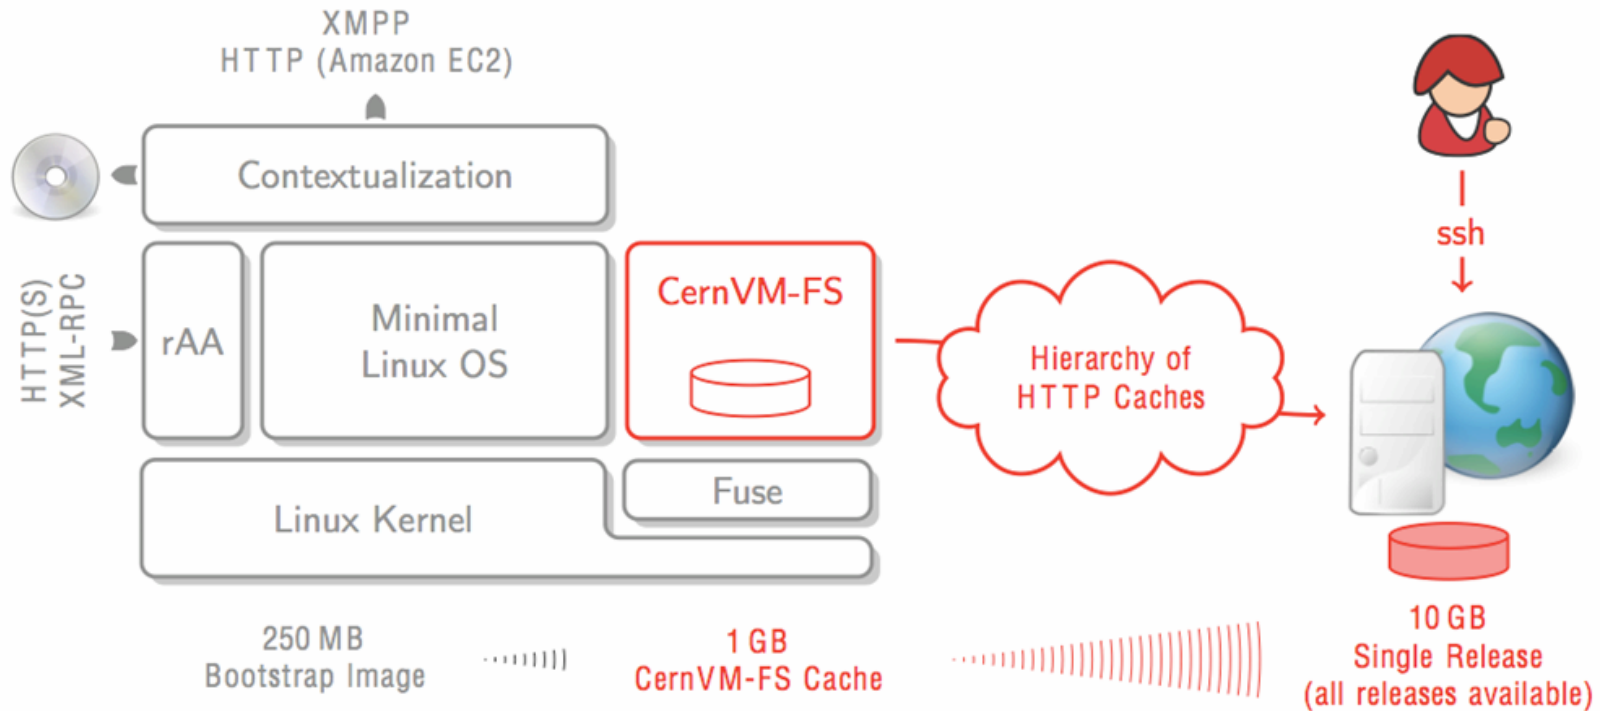 XMPP
HTTP (Amazon EC2)
Contextualization
HTTP(S)
XML-RPC
rAA
Minimal
Linux OS
CernVM-FS
Hierarchy of
HTTP Caches
ssh
Linux Kernel
Fuse
250 MB
Bootstrap Image
1 GB
CernVM-FS Cache
10 GB
Single Release
(all releases available)